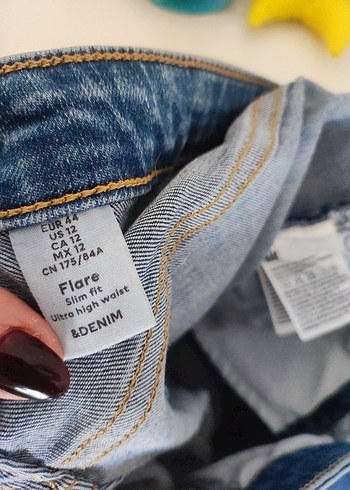 EUR 44
US 12
CA 12
MX 12
CN 175/84A
Flare
Slim fit
Ultra high waist
&DENIM